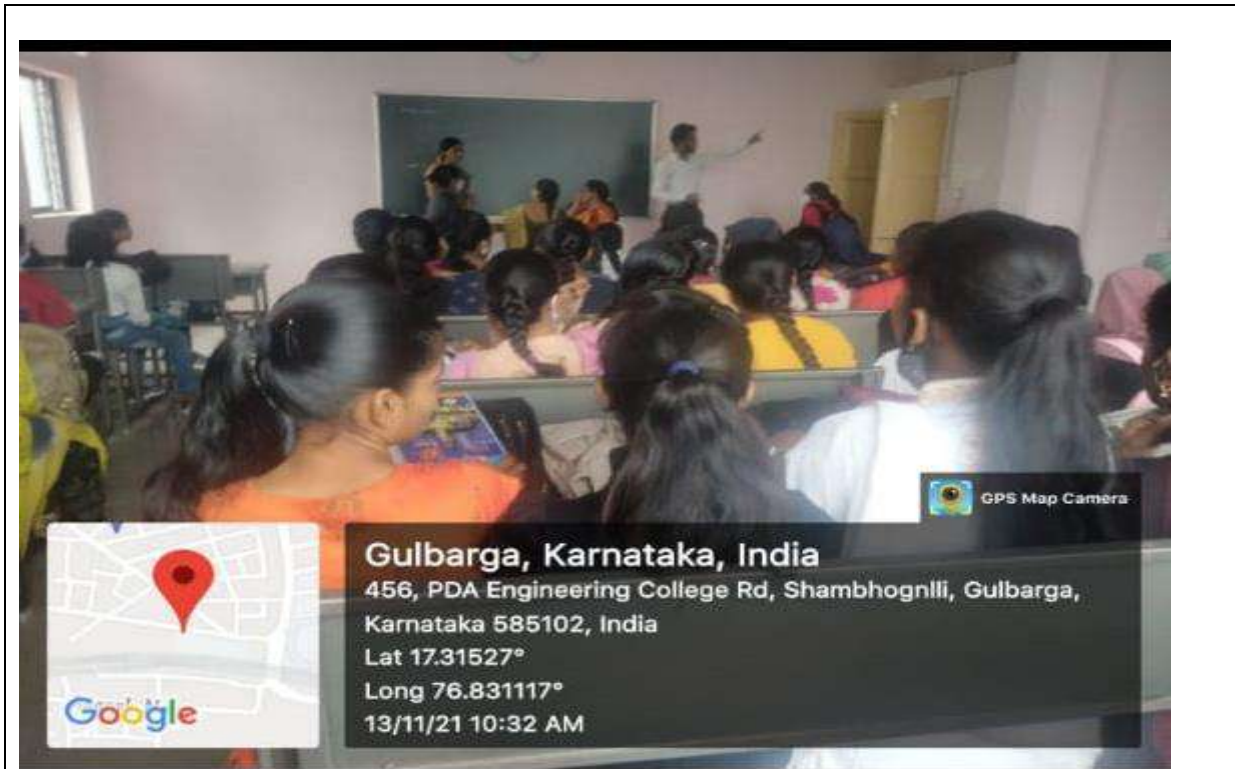 GPS Map Camera
Gulbarga, Karnataka, India
456, PDA Engineering College Rd, Shambhognlli, Gulbarga,
Karnataka 585102, India
Lat 17.31527°
Long 76.831117°
13/11/21 10:32 AM
Google